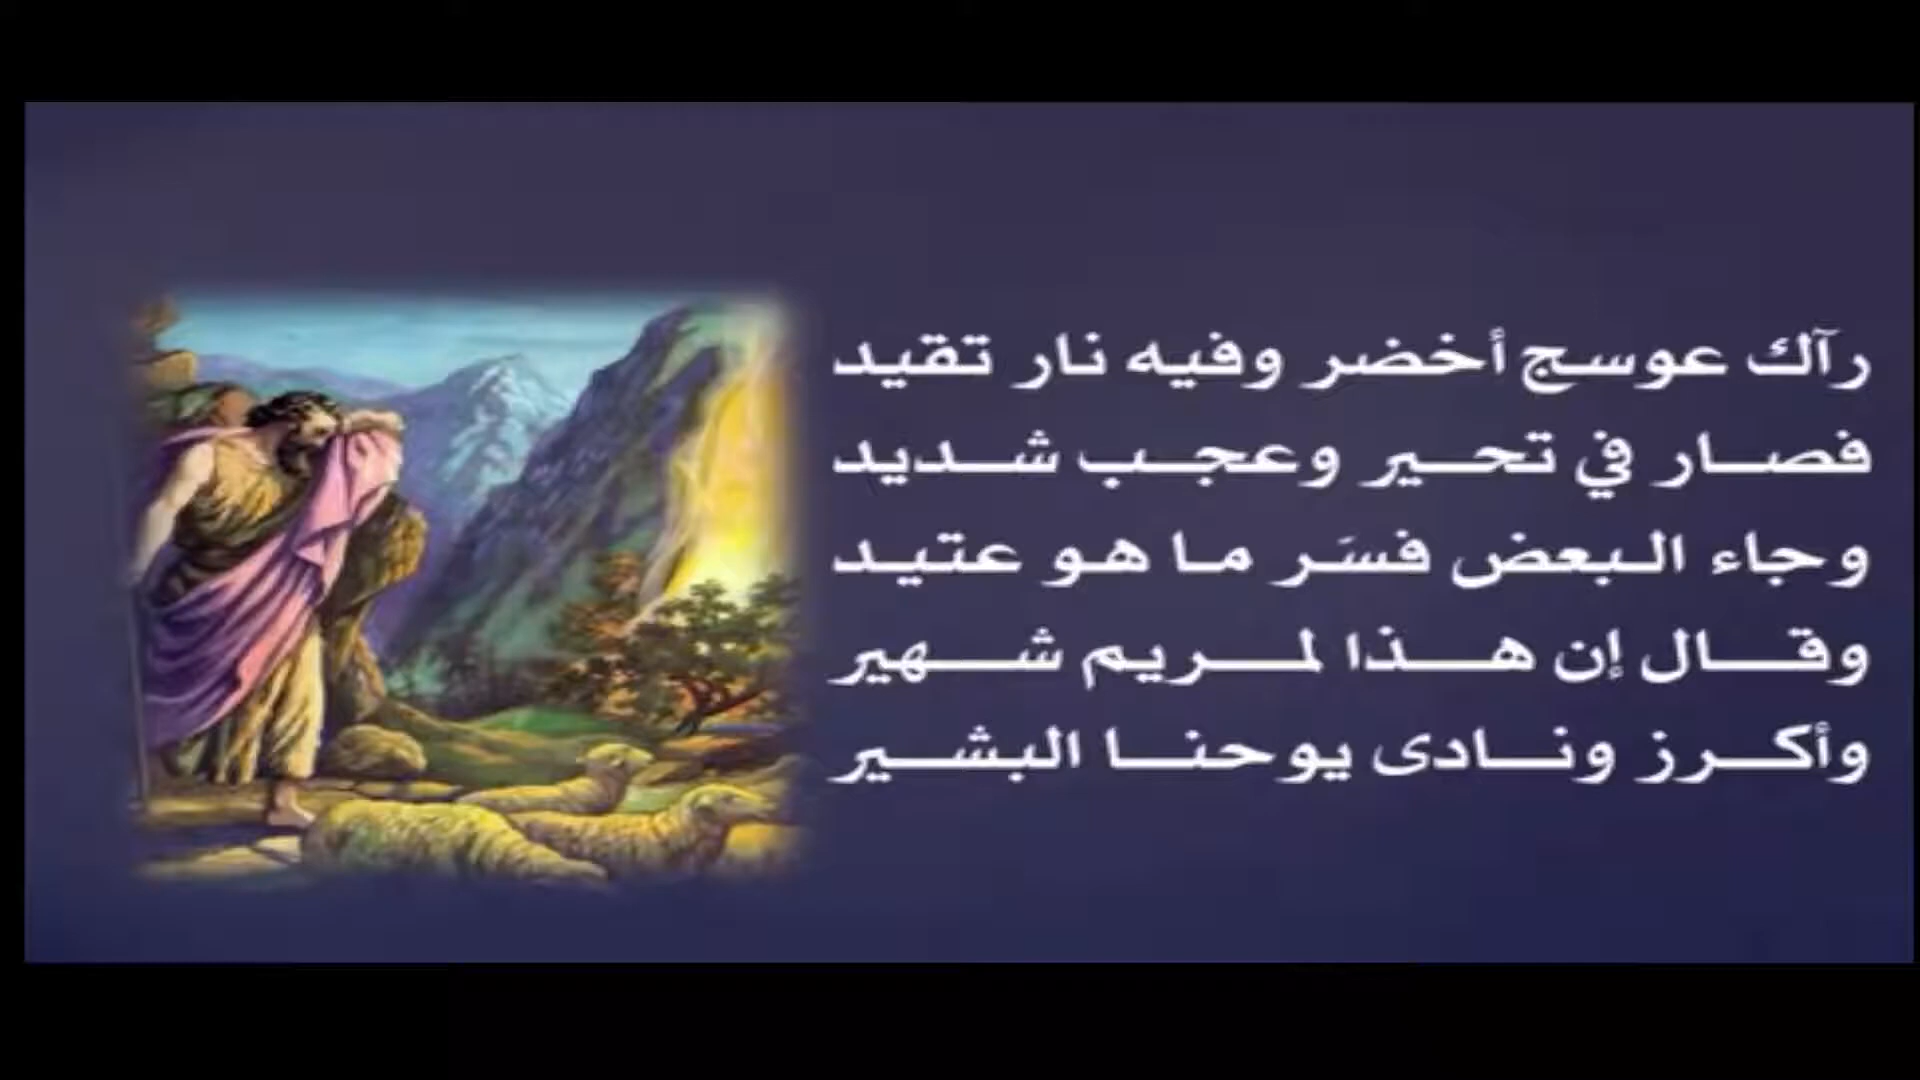 رآك عوسج أخضر وفيه نار تقيد
فصار في تحير وعجب شديد
وجاء البعض فسَر ما هو عتيد
وقال إن هذا لمريم شهير
وأكرز ونادى يوحنا البشير